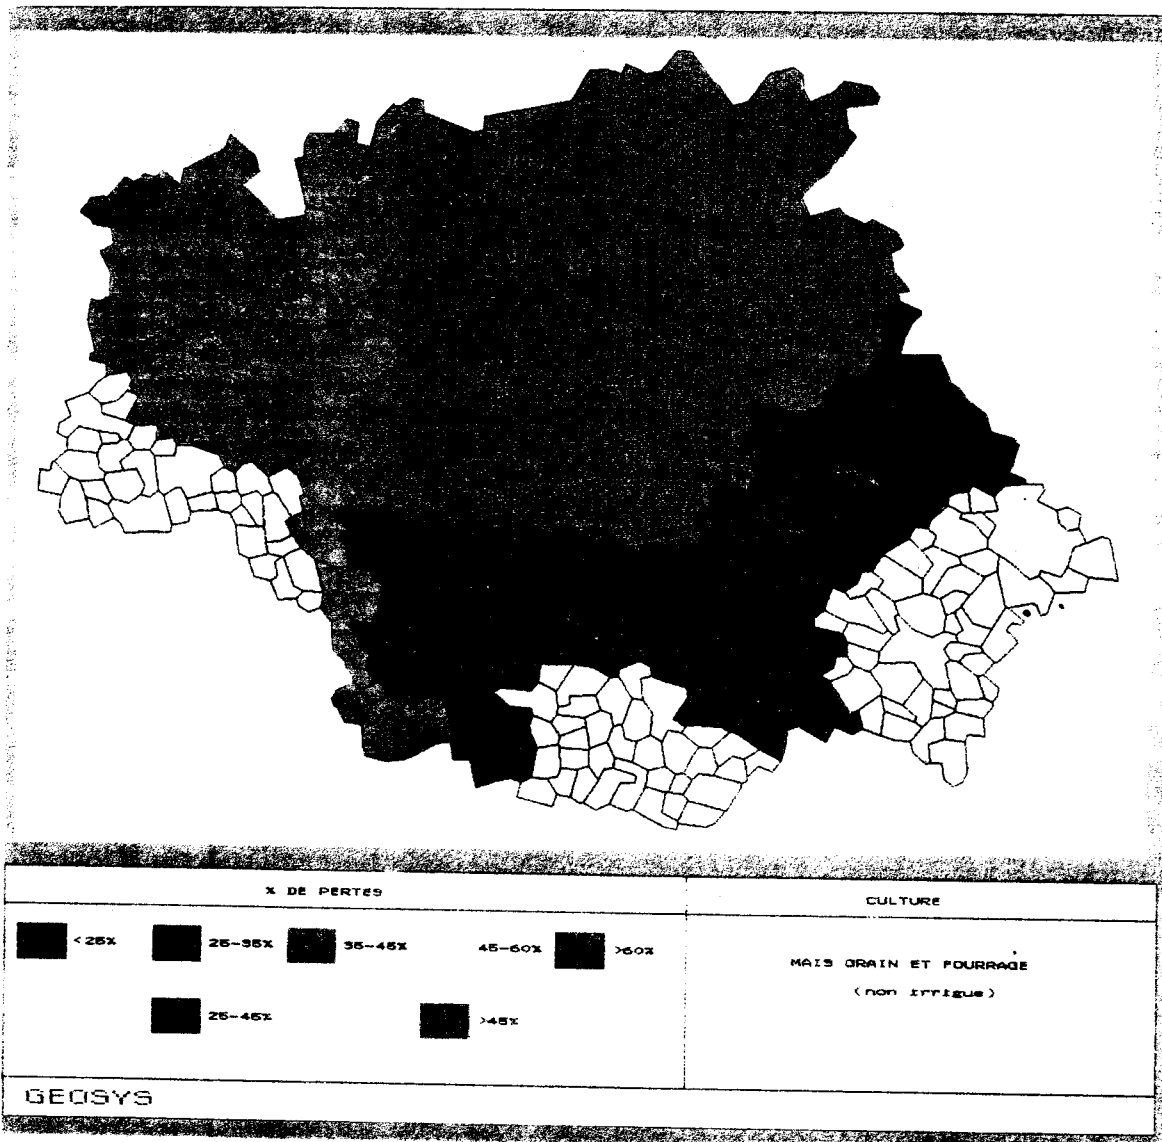 % DE PERTES
CULTURE
<25% 25-35% 35-45% 45-60% >60%
25-45% >45%
MAIS GRAIN ET FOURRAGE
(non irrigue)
GEOSYS